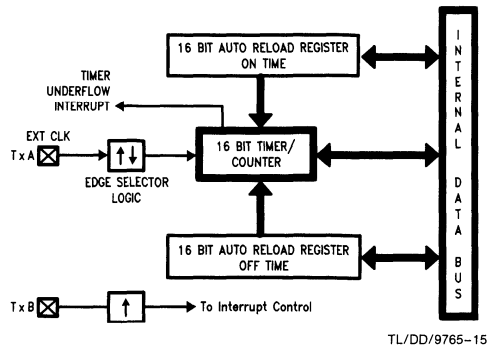 16 BIT AUTO RELOAD REGISTER
ON TIME
TIMER
UNDERFLOW
INTERRUPT
EXT CLK
TxA
16 BIT TIMER/
COUNTER
EDGE SELECTOR
LOGIC
16 BIT AUTO RELOAD REGISTER
OFF TIME
TxB
To Interrupt Control
INTERNAL DATA BUS
TL/DD/9765-15